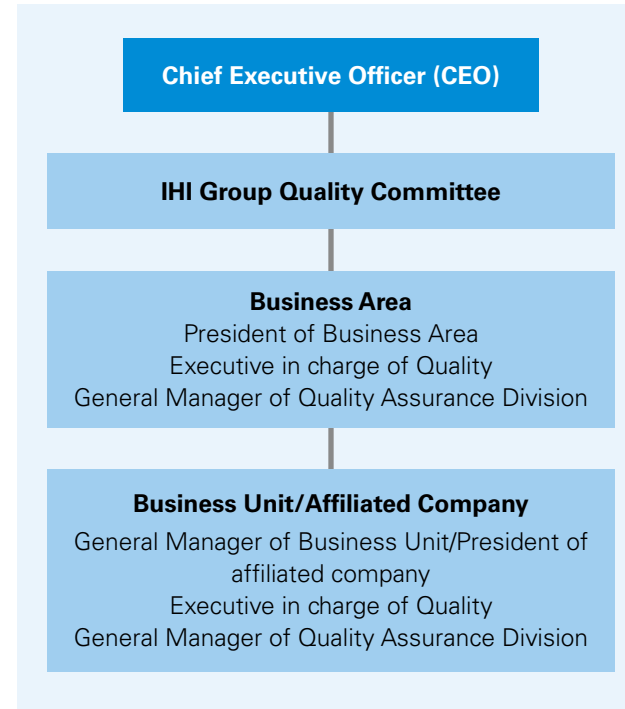 Chief Executive Officer (CEO)
IHI Group Quality Committee
Business Area
President of Business Area
Executive in charge of Quality
General Manager of Quality Assurance Division
Business Unit/Affiliated Company
General Manager of Business Unit/President of
affiliated company
Executive in charge of Quality
General Manager of Quality Assurance Division